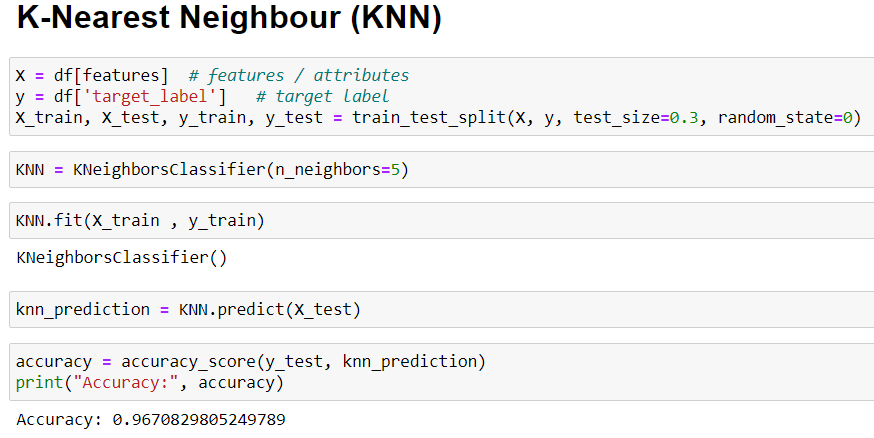 K-Nearest Neighbour (KNN)
X = df[features]  # features / attributes
y = df['target_label']   # target label
X_train, X_test, y_train, y_test = train_test_split(X, y, test_size=0.3, random_state=0)
KNN = KNeighborsClassifier(n_neighbors=5)
KNN.fit(X_train , y_train)
KNeighborsClassifier()
knn_prediction = KNN.predict(X_test)
accuracy = accuracy_score(y_test, knn_prediction)
print("Accuracy:", accuracy)
Accuracy: 0.9670829805249789